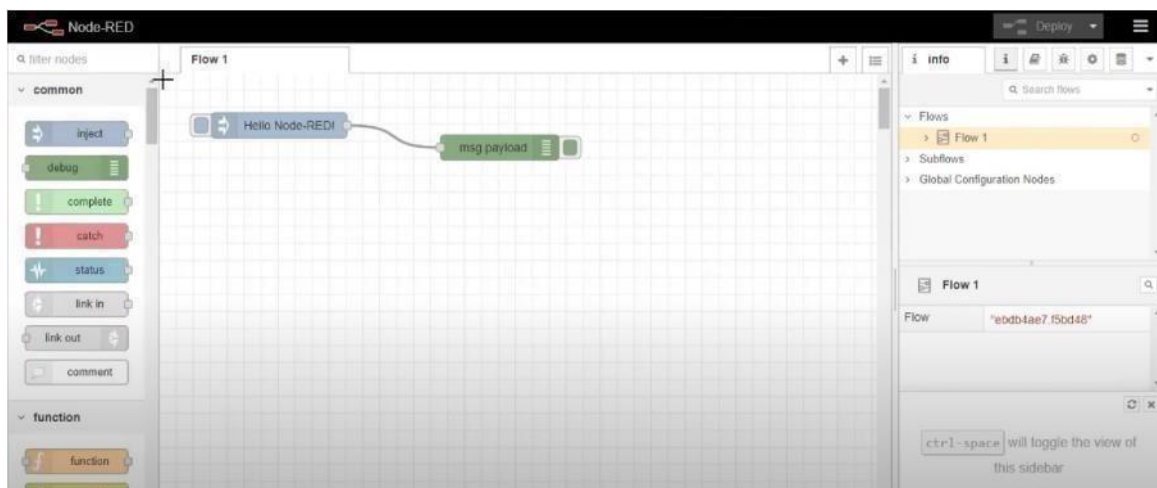 Node-RED
Deploy
filter nodes
Flow 1
info
i
Search flows
common
inject
debug
complete
catch
status
link in
link out
comment
function
function
Hello Node-RED!
msg.payload
Flows
Flow 1
Subflows
Global Configuration Nodes
Flow 1
Flow
"ebdb4ae7.f5bd48"
ctrl-space will toggle the view of
this sidebar